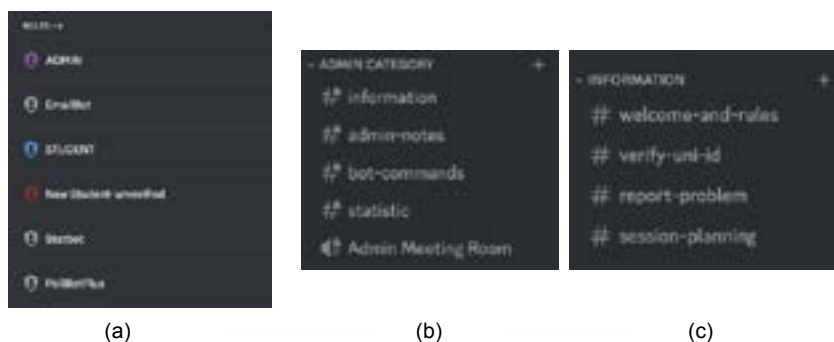 ADMIN
EmailBot
STUDENT
New Student-unverified
Statbot
PollBotPlus
(a)
ADMIN CATEGORY
information
admin-notes
bot-commands
statistic
Admin Meeting Room
(b)
INFORMATION
# welcome-and-rules
# verify-uni-id
# report-problem
# session-planning
(c)